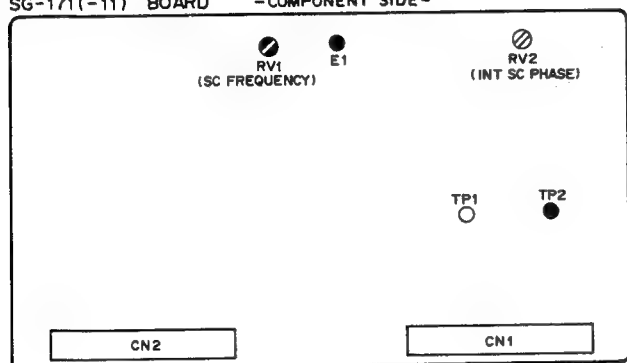 SG-171(-11) BOARD -COMPONENT SIDE-
RV1
(SC FREQUENCY)
E1
RV2
(INT SC PHASE)
TP1
TP2
CN2
CN1